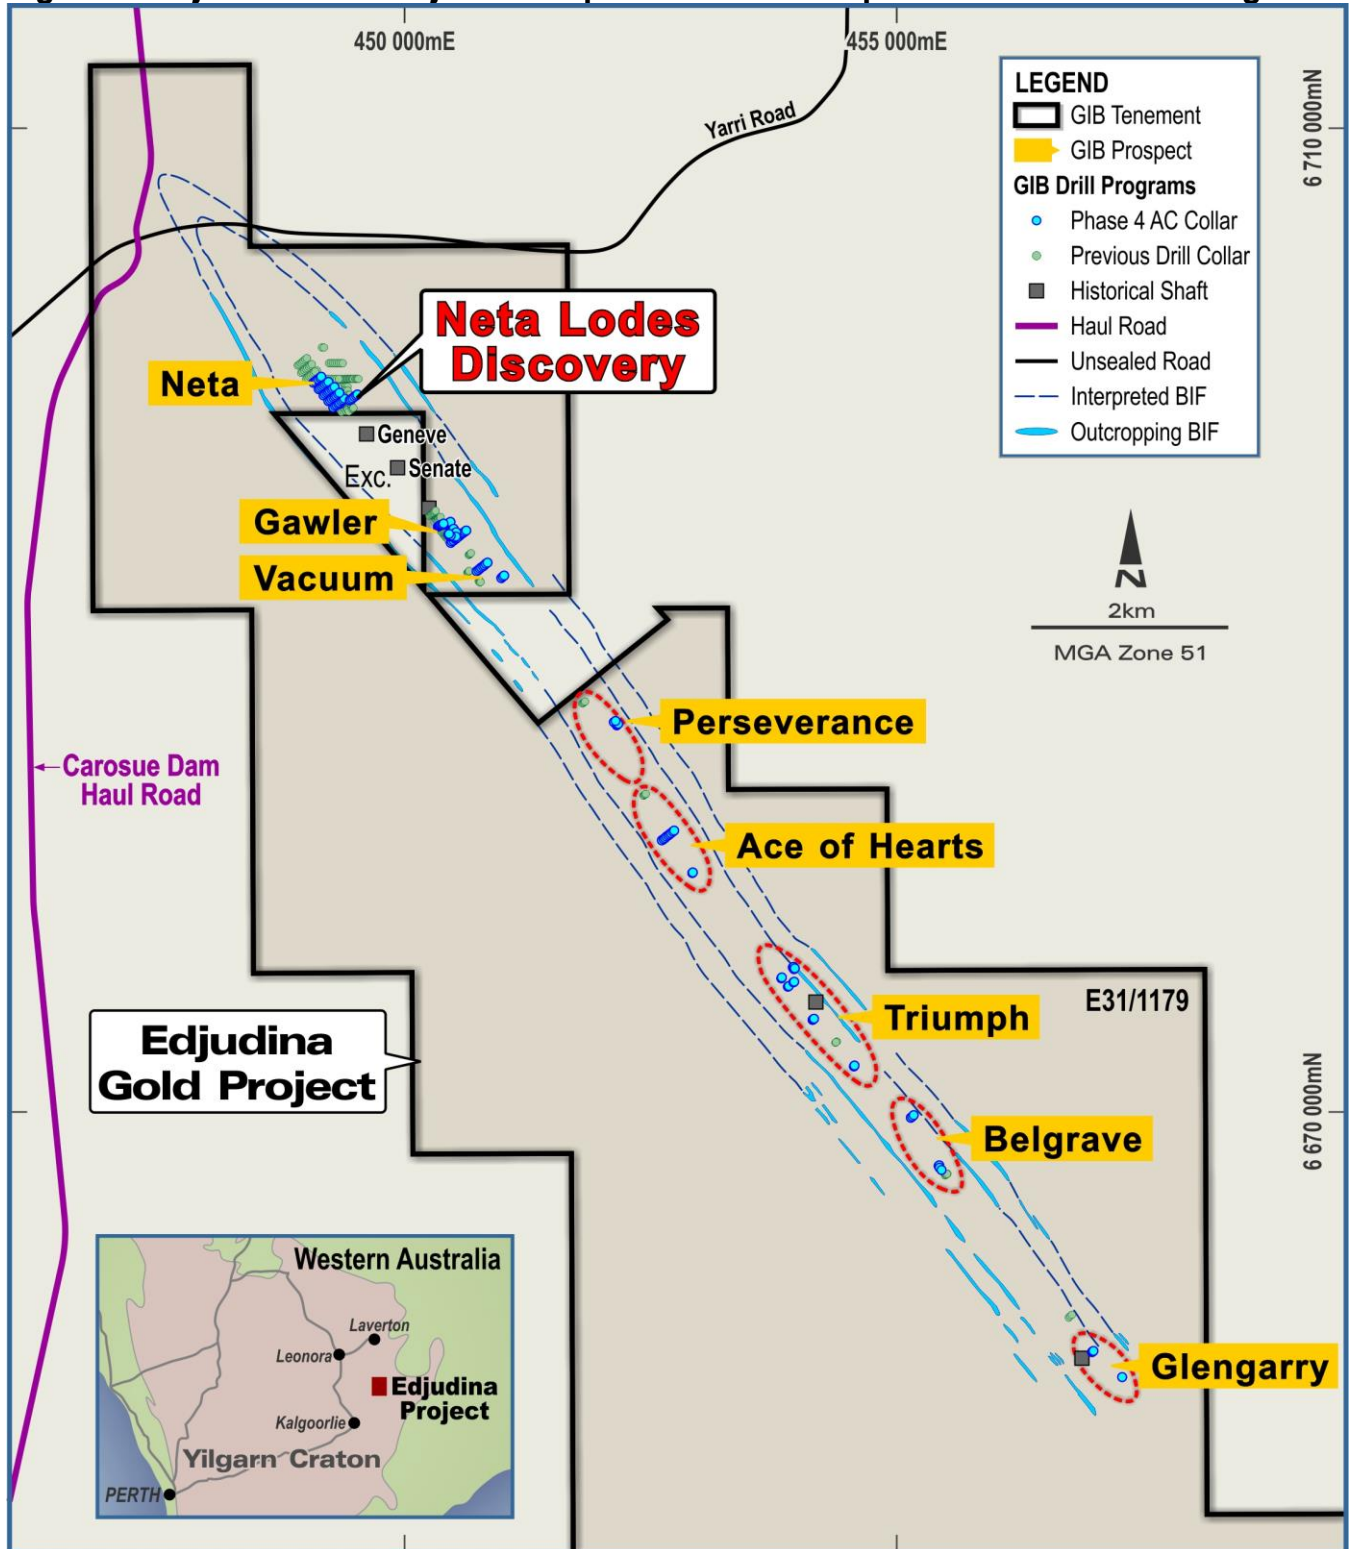 450 000mE
455 000mE
LEGEND
GIB Tenement
GIB Prospect
GIB Drill Programs
Phase 4 AC Collar
Previous Drill Collar
Historical Shaft
Haul Road
Unsealed Road
Interpreted BIF
Outcropping BIF
6 710 000mN
Yarri Road
Neta Lodes
Discovery
Neta
Geneve
Senate
Exc.
Gawler
Vacuum
N
2km
MGA Zone 51
Perseverance
Carosue Dam
Haul Road
Ace of Hearts
E31/1179
Triumph
Edjudina
Gold Project
6 670 000mN
Belgrave
Western Australia
Laverton
Leonora
Edjudina
Project
Kalgoorlie
Yilgarn Craton
PERTH
Glengarry